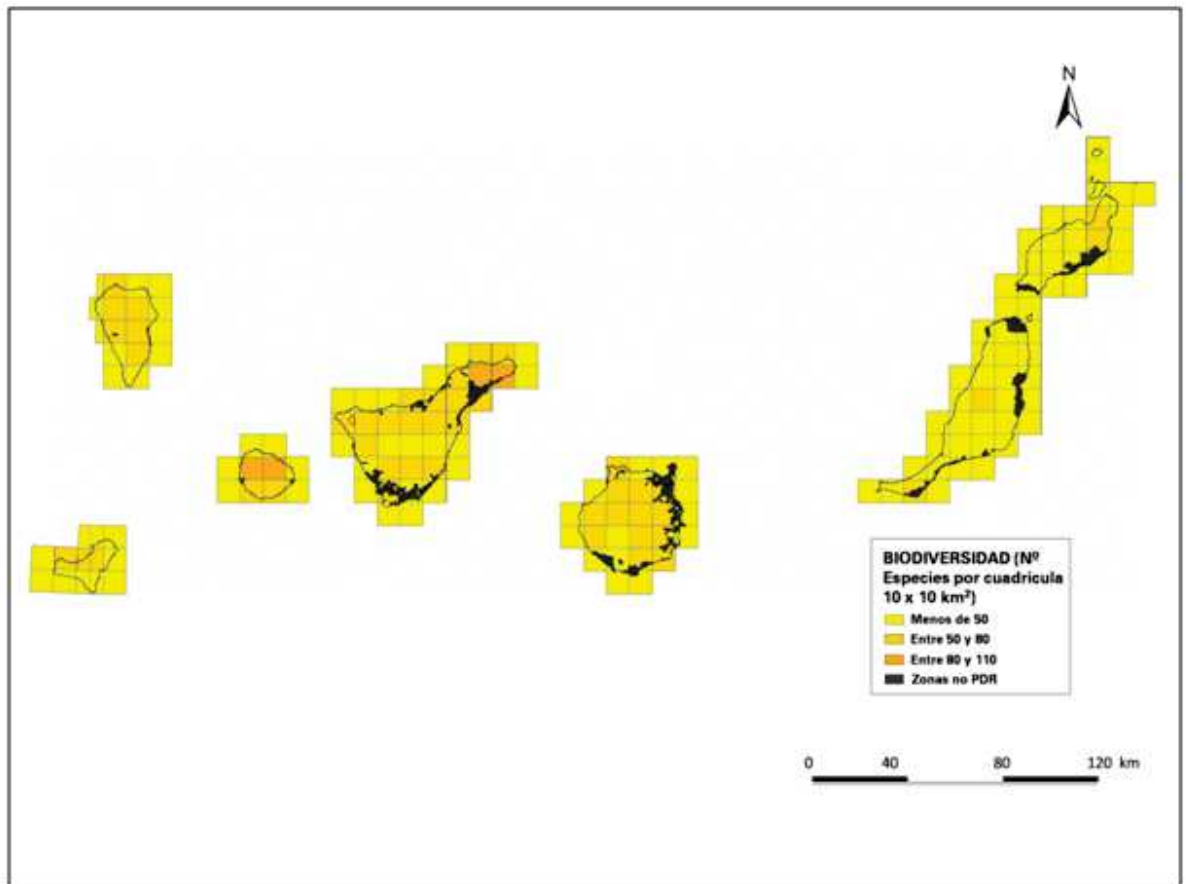 N
BIODIVERSIDAD (Nº
Especies por cuadricula
10 x 10 km²)
Menos de 50
Entre 50 y 80
Entre 80 y 110
Zonas no PDR
0 40 80 120 km